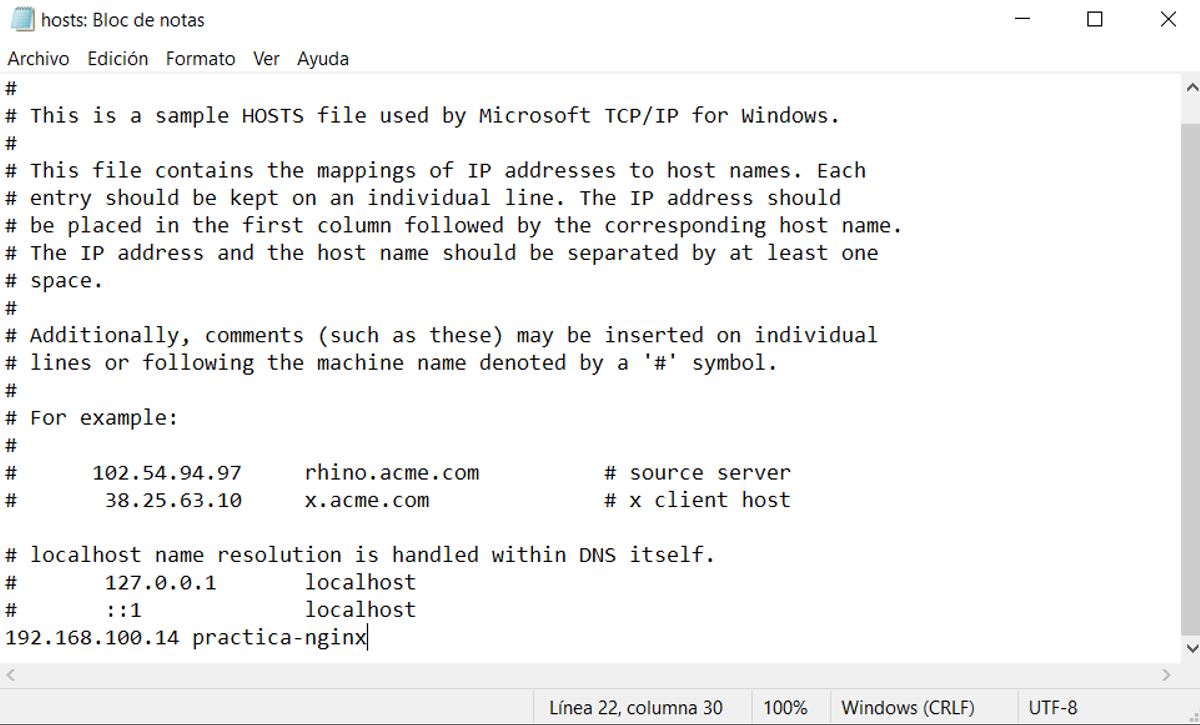 hosts: Bloc de notas
Archivo Edición Formato Ver Ayuda
#
# This is a sample HOSTS file used by Microsoft TCP/IP for Windows.
#
# This file contains the mappings of IP addresses to host names. Each
# entry should be kept on an individual line. The IP address should
# be placed in the first column followed by the corresponding host name.
# The IP address and the host name should be separated by at least one
# space.
#
# Additionally, comments (such as these) may be inserted on individual
# lines or following the machine name denoted by a '#' symbol.
#
# For example:
#
#      102.54.94.97     rhino.acme.com          # source server
#       38.25.63.10     x.acme.com              # x client host

# localhost name resolution is handled within DNS itself.
#       127.0.0.1       localhost
#       ::1             localhost
192.168.100.14 practica-nginx
Línea 22, columna 30 100% Windows (CRLF) UTF-8